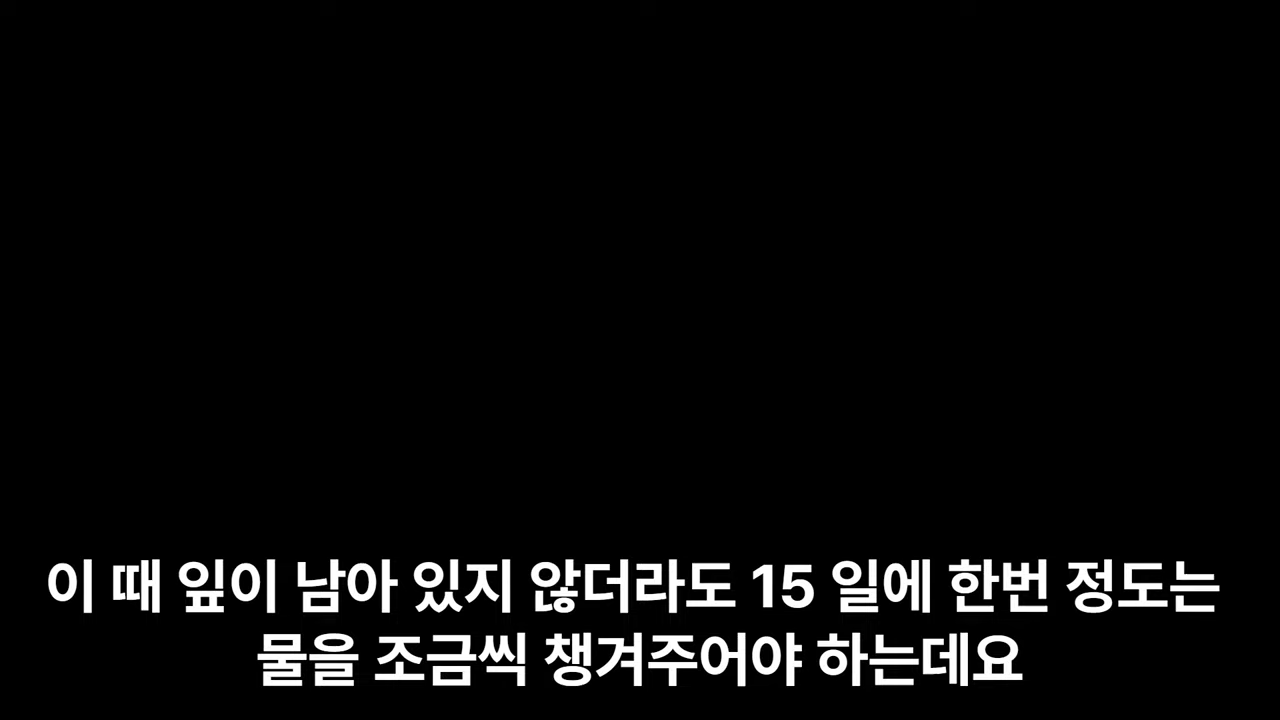 이 때 잎이 남아 있지 않더라도 15 일에 한번 정도는
물을 조금씩 챙겨주어야 하는데요